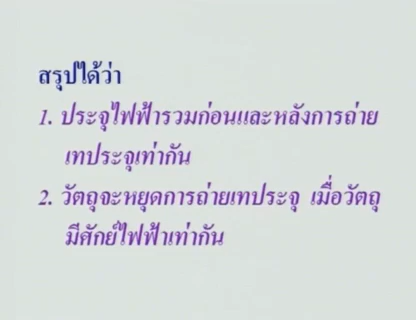 สรุปได้ว่า
1. ประจุไฟฟ้ารวมก่อนและหลังการถ่าย
เทประจุเท่ากัน
2. วัตถุจะหยุดการถ่ายเทประจุ เมื่อวัตถุ
มีศักย์ไฟฟ้าเท่ากัน